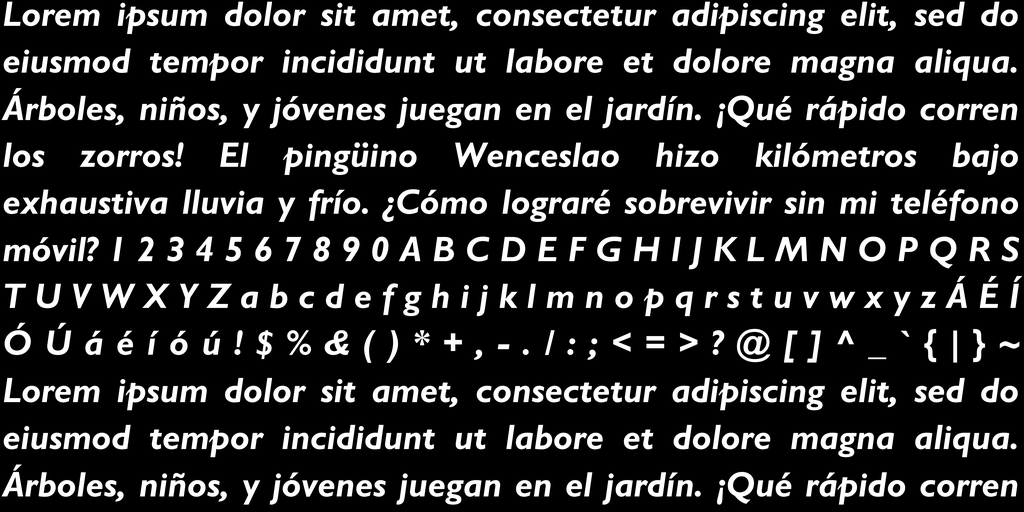 Lorem ipsum dolor sit amet, consectetur adipiscing elit, sed do
eiusmod tempor incididunt ut labore et dolore magna aliqua.
Árboles, niños, y jóvenes juegan en el jardín. ¡Qué rápido corren
los zorros! El pingüino Wenceslao hizo kilómetros bajo
exhaustiva lluvia y frío. ¿Cómo lograré sobrevivir sin mi teléfono
móvil? 1 2 3 4 5 6 7 8 9 0 A B C D E F G H I J K L M N O P Q R S
T U V W X Y Z a b c d e f g h i j k l m n o p q r s t u v w x y z Á É Í
Ó Ú á é í ó ú ! $ % & ( ) * + , - . / : ; < = > ? @ [ ] ^ _ ` { | } ~
Lorem ipsum dolor sit amet, consectetur adipiscing elit, sed do
eiusmod tempor incididunt ut labore et dolore magna aliqua.
Árboles, niños, y jóvenes juegan en el jardín. ¡Qué rápido corren